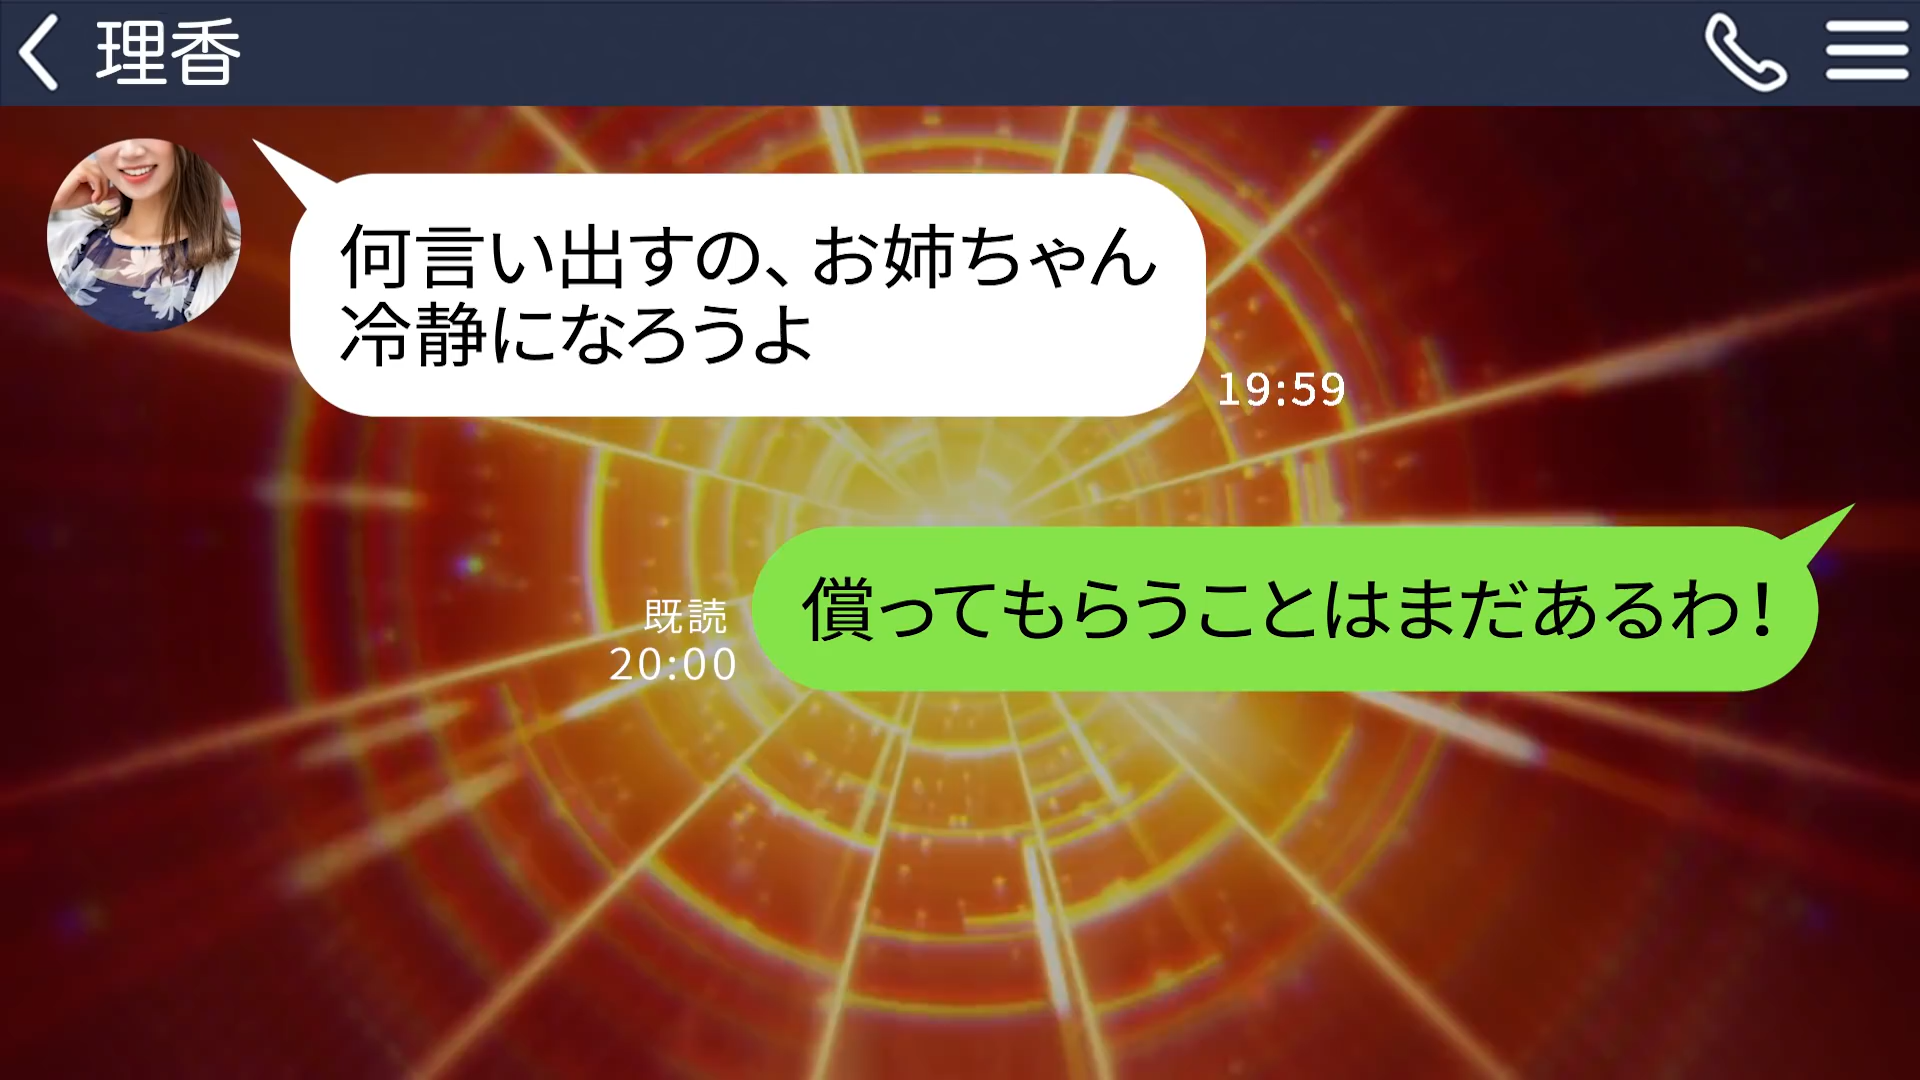 理香
何言い出すの、お姉ちゃん
冷静になろうよ
19:59
償ってもらうことはまだあるわ！
既読
20:00